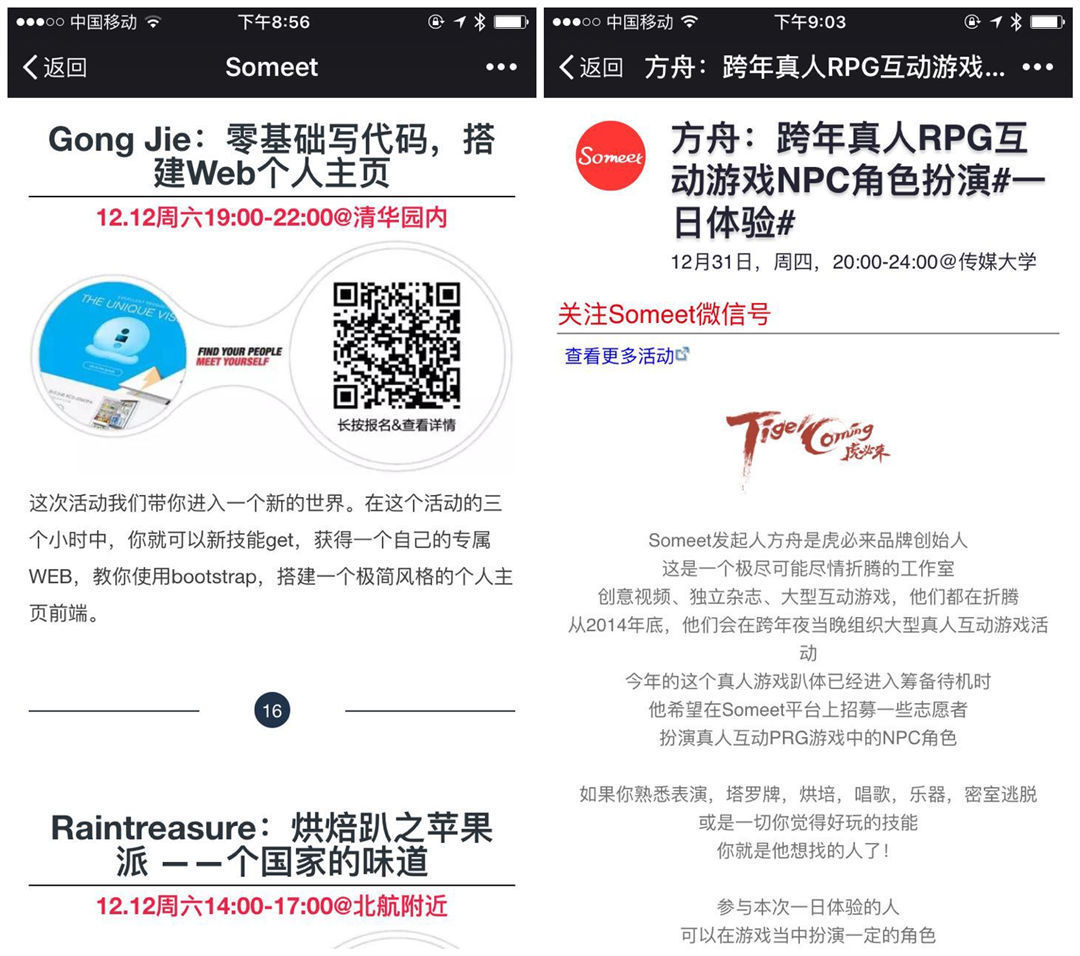 中国移动
下午8:56
返回
Someet
Gong Jie：零基础写代码，搭
建Web个人主页
12.12周六19:00-22:00@清华园内
THE UNIQUE VIS
FIND YOUR PEOPLE
MEET YOURSELF
长按报名&查看详情
这次活动我们带你进入一个新的世界。在这个活动的三
个小时中，你就可以新技能get，获得一个自己的专属
WEB，教你使用bootstrap，搭建一个极简风格的个人主
页前端。
16
Raintreasure：烘焙趴之苹果
派 －－个国家的味道
12.12周六14:00-17:00@北航附近
中国移动
下午9:03
返回
方舟：跨年真人RPG互动游戏...
Someet
方舟：跨年真人RPG互
动游戏NPC角色扮演#一
日体验#
12月31日，周四，20:00-24:00@传媒大学
关注Someet微信号
查看更多活动
Tiger Coming
虎必来
Someet发起人方舟是虎必来品牌创始人
这是一个极尽可能尽情折腾的工作室
创意视频、独立杂志、大型互动游戏，他们都在折腾
从2014年底，他们会在跨年夜当晚组织大型真人互动游戏活
动
今年的这个真人游戏趴体已经进入筹备待机时
他希望在Someet平台上招募一些志愿者
扮演真人互动PRG游戏中的NPC角色
如果你熟悉表演，塔罗牌，烘培，唱歌，乐器，密室逃脱
或是一切你觉得好玩的技能
你就是他想找的人了！
参与本次一日体验的人
可以在游戏当中扮演一定的角色